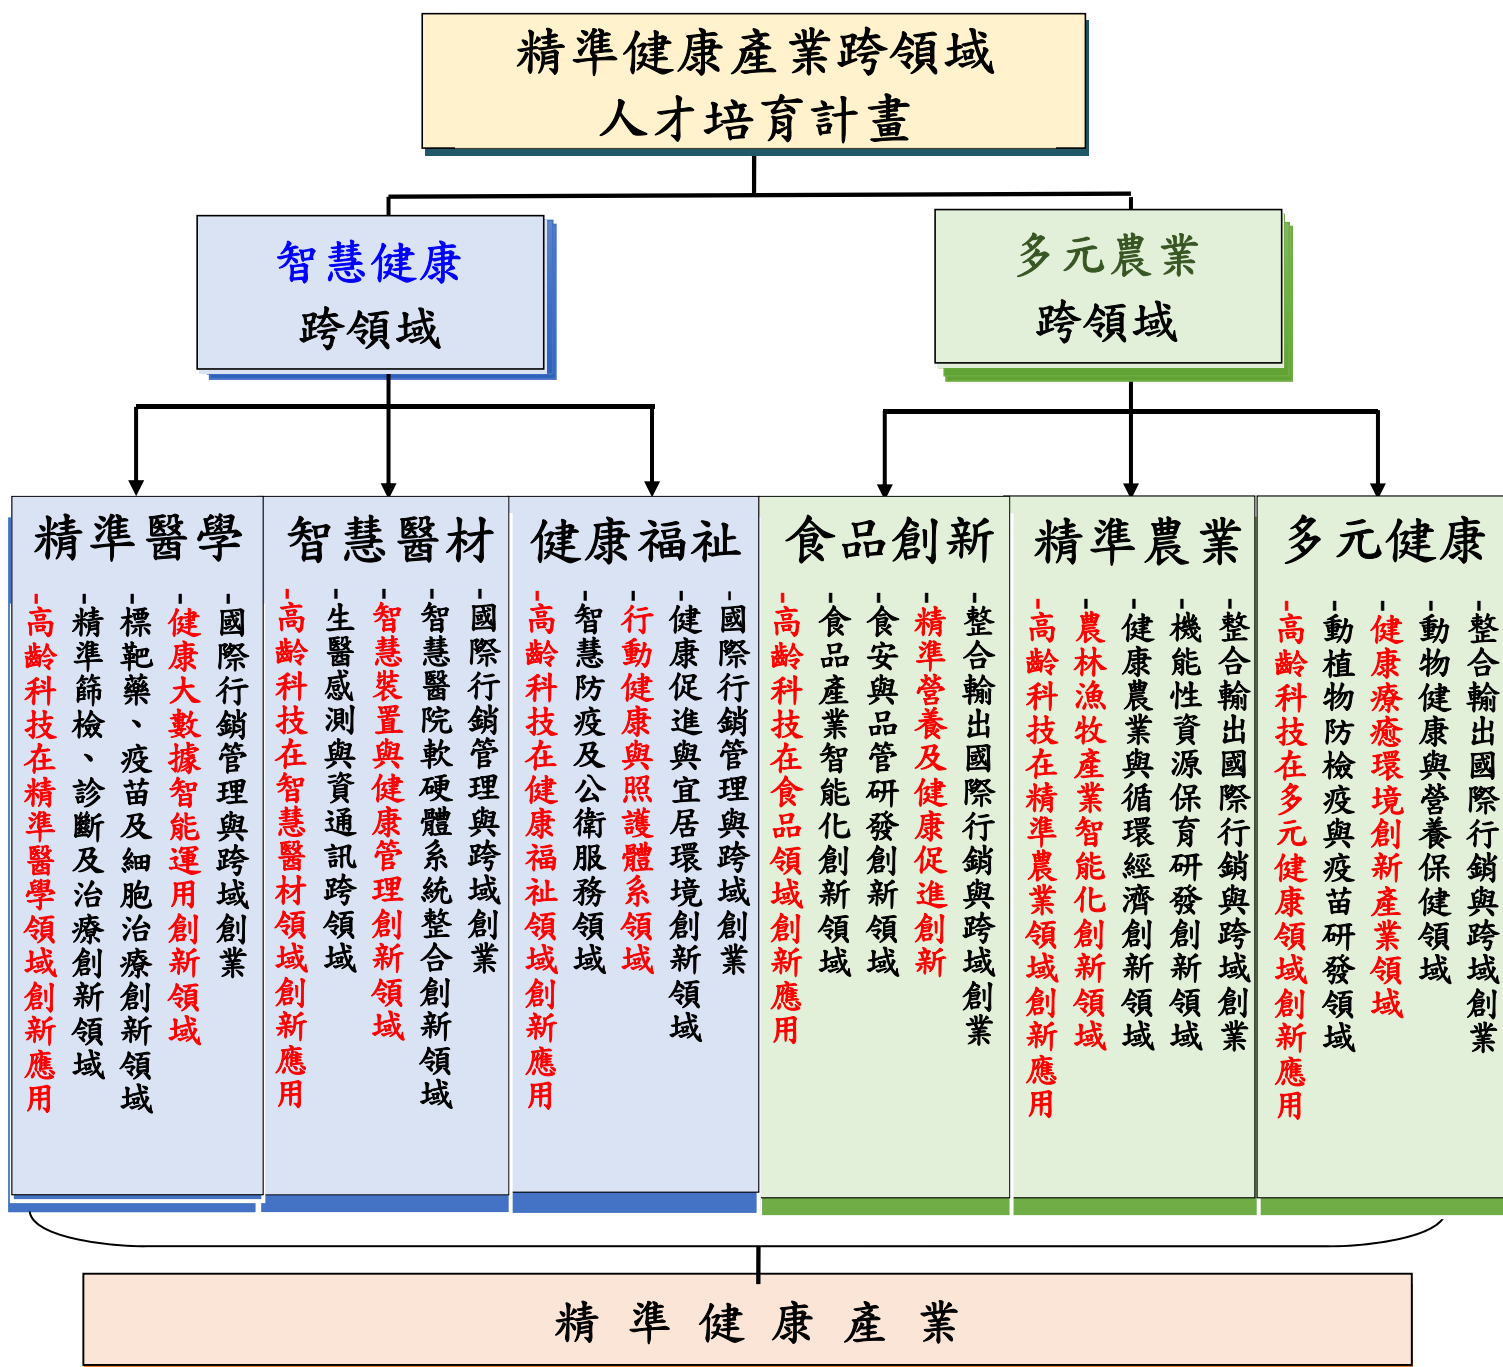 精準健康產業跨領域
人才培育計畫
智慧健康
跨領域
多元農業
跨領域
精準醫學
-高齡科技在精準醫學領域創新應用
-精準篩檢、診斷及治療創新領域
-標靶藥、疫苗及細胞治療創新領域
-健康大數據智能運用創新領域
-國際行銷管理與跨域創業
智慧醫材
-高齡科技在智慧醫材領域創新應用
-生醫感測與資通訊跨領域
-智慧裝置與健康管理創新領域
-智慧醫院軟硬體系統整合創新領域
-國際行銷管理與跨域創業
健康福祉
-高齡科技在健康福祉領域創新應用
-智慧防疫及公衛服務領域
-行動健康與照護體系領域
-健康促進與宜居環境創新領域
-國際行銷管理與跨域創業
食品創新
-高齡科技在食品領域創新應用
-食品產業智能化創新領域
-食安與品管研發創新領域
-精準營養及健康促進創新
-整合輸出國際行銷與跨域創業
精準農業
-高齡科技在精準農業領域創新應用
-農林漁牧產業智能化創新領域
-健康農業與循環經濟創新領域
-機能性資源保育研發創新領域
-整合輸出國際行銷與跨域創業
多元健康
-高齡科技在多元健康領域創新應用
-動植物防檢疫與疫苗研發領域
-健康療癒環境創新產業領域
-動物健康與營養保健領域
-整合輸出國際行銷與跨域創業
精準健康產業